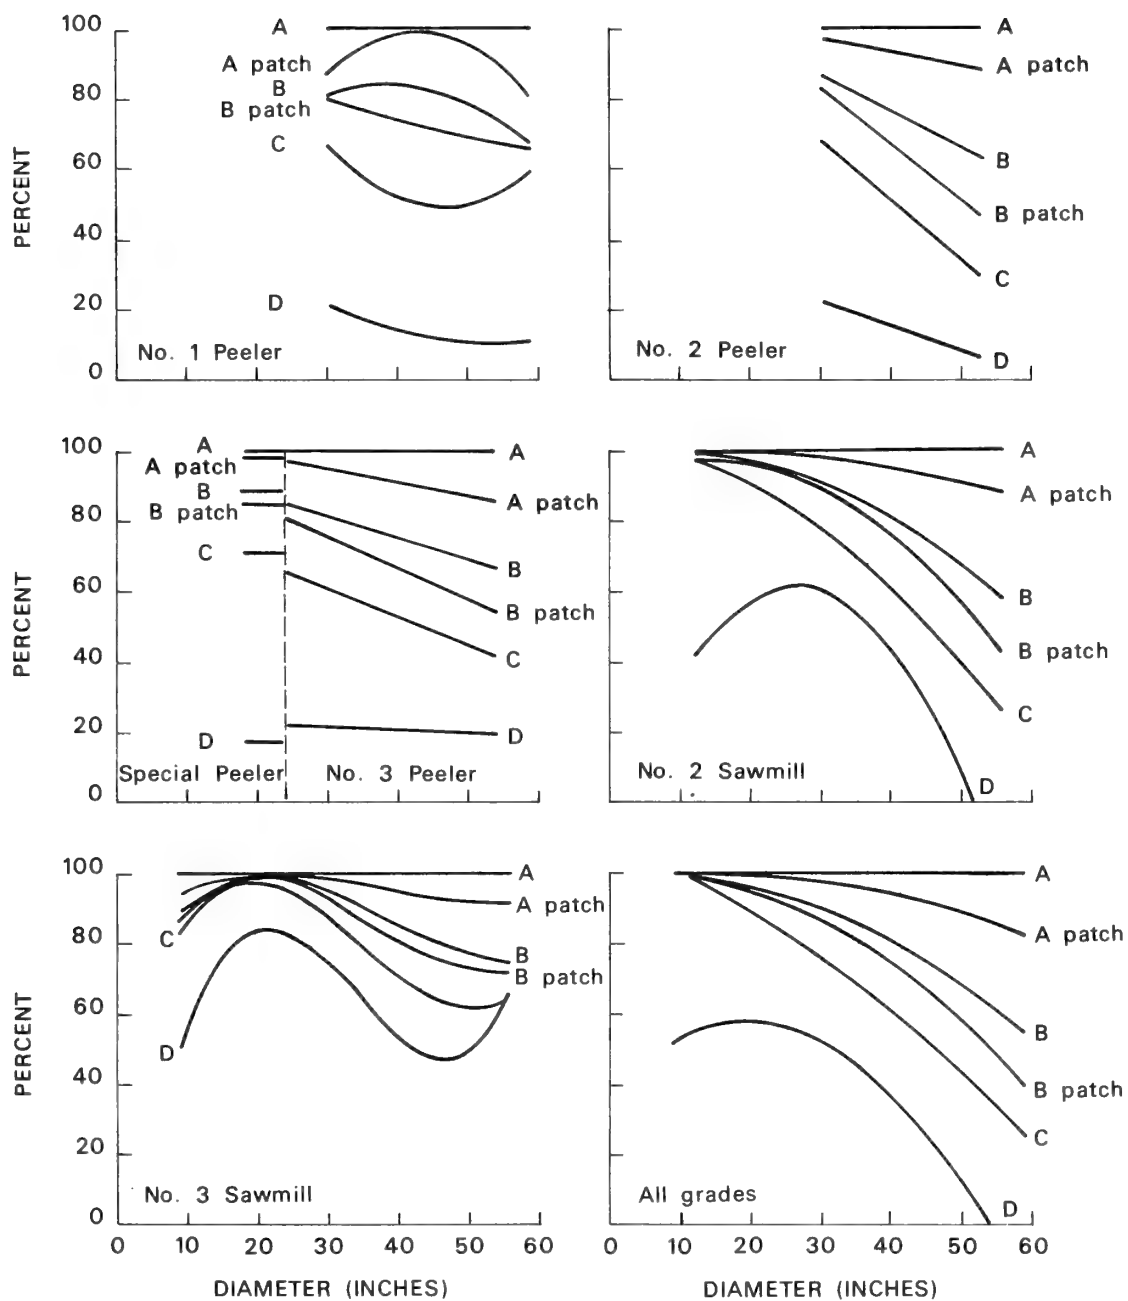 PERCENT
100
80
60
40
20
0
A
A patch
B
B patch
C
D
No. 1 Peeler
A
A patch
B
B patch
C
D
No. 2 Peeler
PERCENT
100
80
60
40
20
0
A
A patch
B
B patch
C
D
Special Peeler
A
A patch
B
B patch
C
D
No. 3 Peeler
A
A patch
B
B patch
C
D
No. 2 Sawmill
PERCENT
100
80
60
40
20
0
A
A patch
B
B patch
C
D
No. 3 Sawmill
0 10 20 30 40 50 60
DIAMETER (INCHES)
A
A patch
B
B patch
C
D
All grades
0 10 20 30 40 50 60
DIAMETER (INCHES)